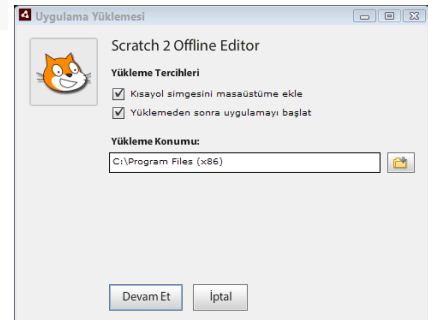 Uygulama Yüklemesi
Scratch 2 Offline Editor
Yükleme Tercihleri
Kısayol simgesini masaüstüme ekle
Yüklemeden sonra uygulamayı başlat
Yükleme Konumu:
C:\Program Files (x86)
Devam Et
İptal